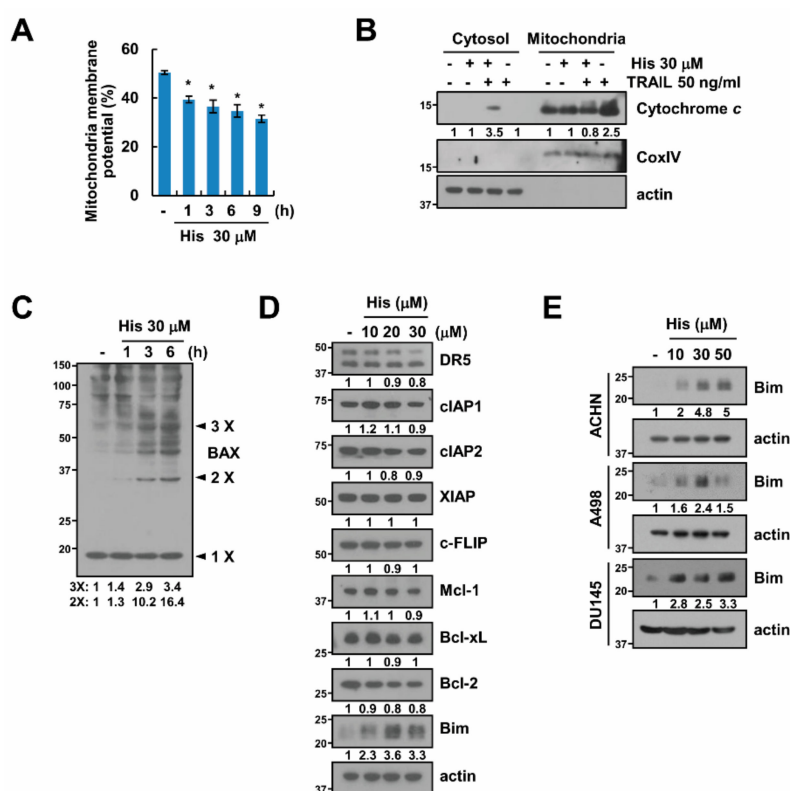 A
Mitochondria membrane
potential (%)
60
40
20
0
* * * *
- 1 3 6 9 (h)
His 30 μM
B
Cytosol Mitochondria
- + + - - + + - His 30 μM
- - + + - - + + TRAIL 50 ng/ml
15 Cytochrome c
1 1 3.5 1 1 1 0.8 2.5
15 CoxIV
37 actin
C
His 30 μM
- 1 3 6 (h)
150
100
75
50
37
25
20
3 X
BAX
2 X
1 X
3X: 1 1.4 2.9 3.4
2X: 1 1.3 10.2 16.4
D
His (μM)
- 10 20 30 (μM)
50
37
DR5
1 1 0.9 0.8
75 cIAP1
1 1.2 1.1 0.9
75 cIAP2
1 1 0.8 0.9
50 XIAP
1 1 1 1
50 c-FLIP
1 1 0.9 1
37 Mcl-1
1 1.1 1 0.9
25 Bcl-xL
1 1 0.9 1
25 Bcl-2
1 0.9 0.8 0.8
25
20
Bim
1 2.3 3.6 3.3
37 actin
E
His (μM)
- 10 30 50
ACHN
25
20
Bim
1 2 4.8 5
37 actin
A498
25
20
Bim
1 1.6 2.4 1.5
37 actin
DU145
25
20
Bim
1 2.8 2.5 3.3
37 actin